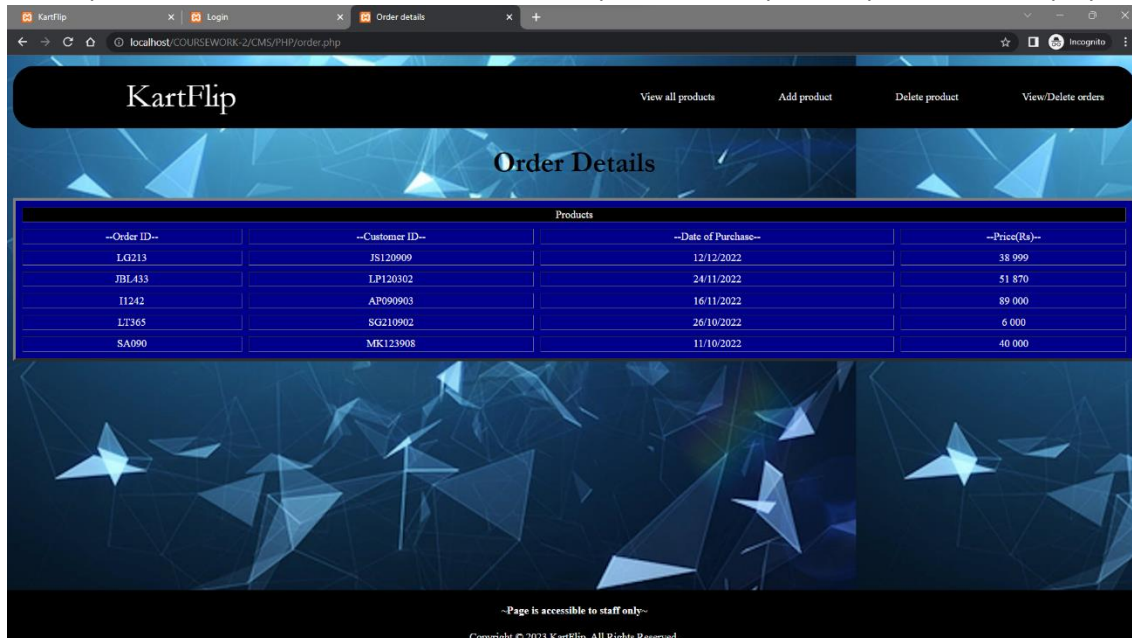 KartFlip
Login
Order details
localhost/COURSEWORK-2/CMS/PHP/order.php
Incognito
KartFlip
View all products
Add product
Delete product
View/Delete orders
Order Details
Products
--Order ID-- --Customer ID-- --Date of Purchase-- --Price(Rs)--
LG213 JS120909 12/12/2022 38 999
JBL433 LP120302 24/11/2022 51 870
I1242 AP090903 16/11/2022 89 000
LT365 SG210902 26/10/2022 6 000
SA090 MK123908 11/10/2022 40 000
~Page is accessible to staff only~
Copyright © 2023 KartFlip. All Rights Reserved